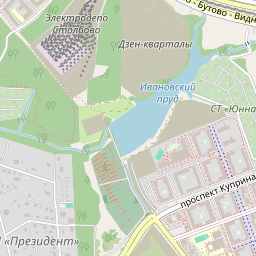 - Бутово - Видн
Электродепо
Столбово
Дзен-кварталы
Ивановский
пруд
СТ "Юнна
проспект Куприна
«Президент»